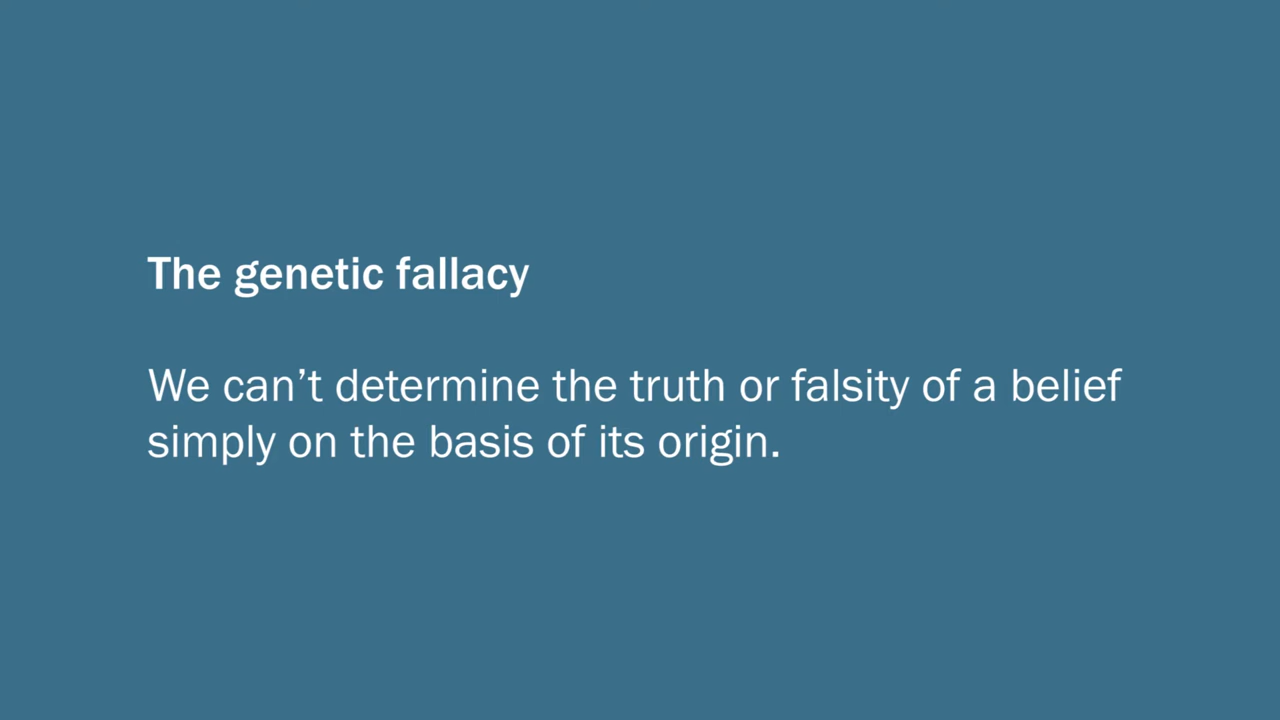 The genetic fallacy
We can’t determine the truth or falsity of a belief
simply on the basis of its origin.